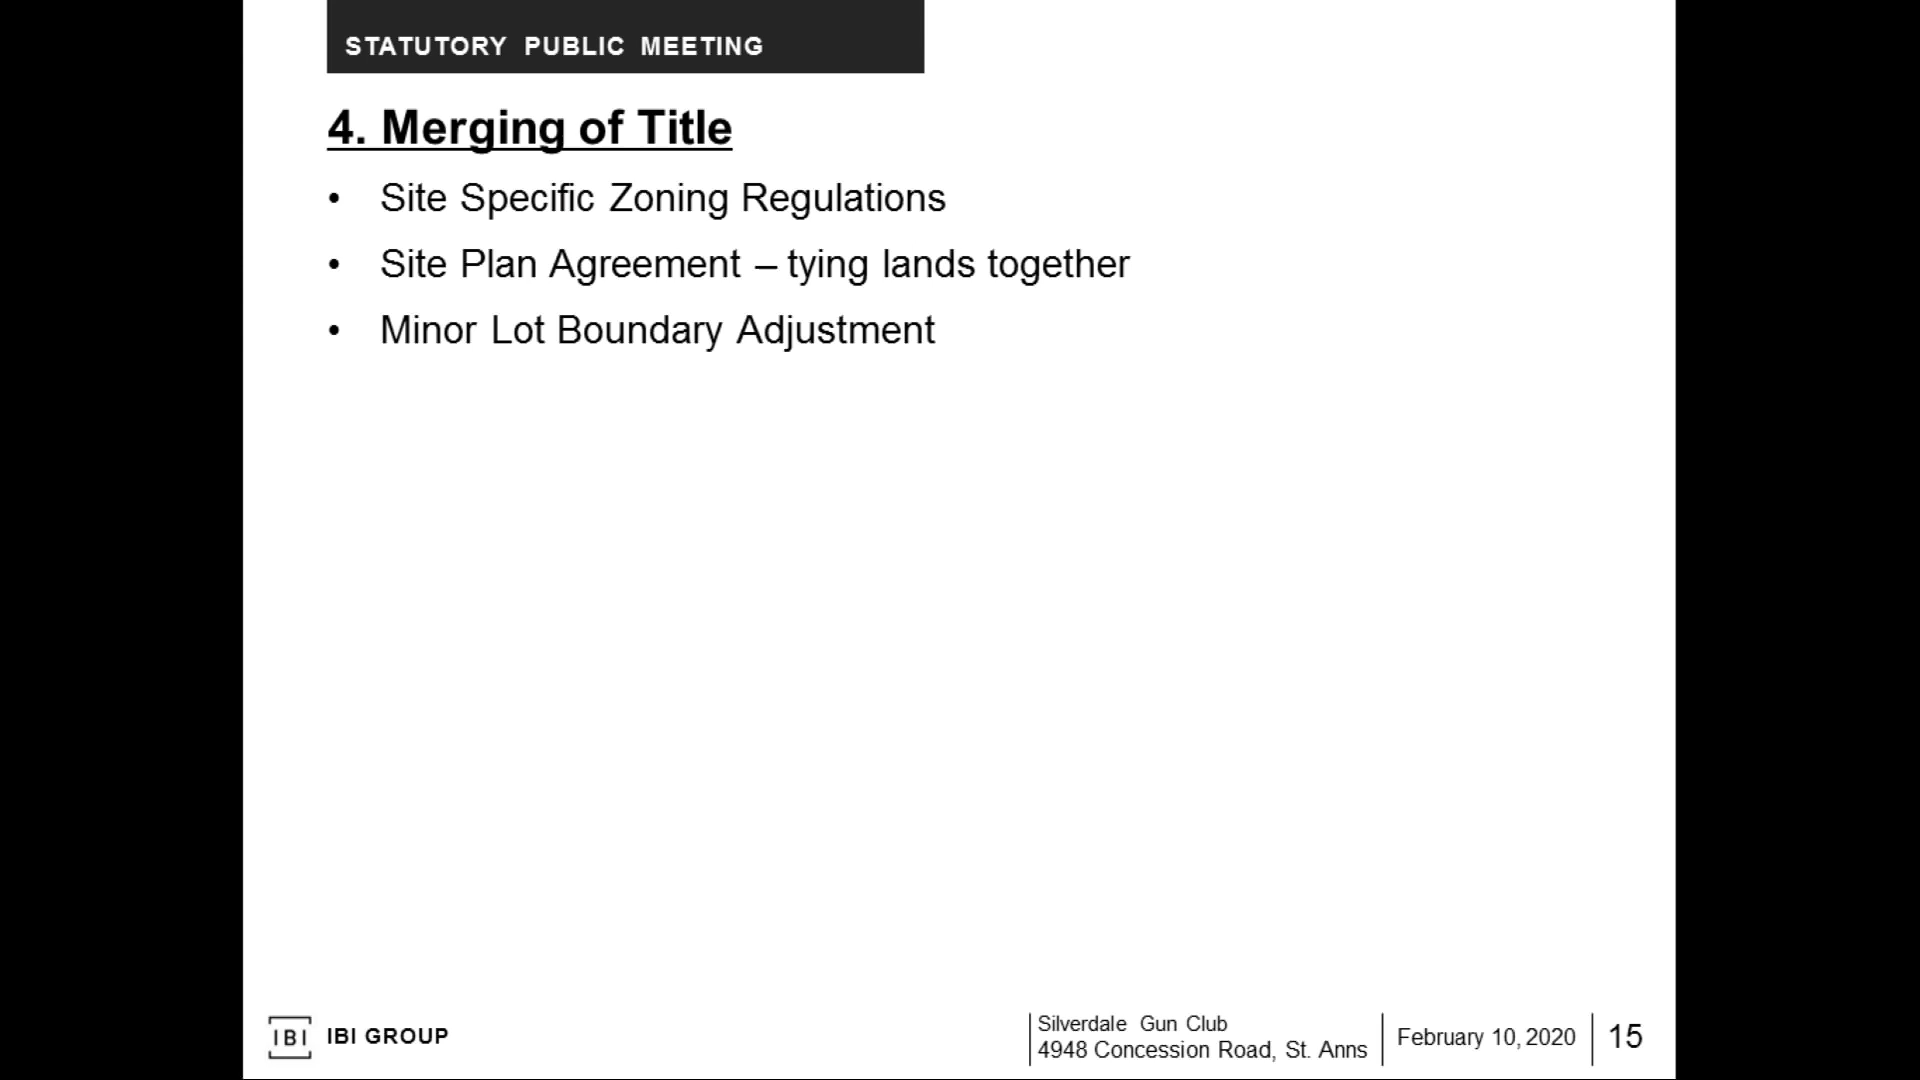 STATUTORY PUBLIC MEETING
4. Merging of Title
• Site Specific Zoning Regulations
• Site Plan Agreement – tying lands together
• Minor Lot Boundary Adjustment
IBI IBI GROUP
Silverdale Gun Club
4948 Concession Road, St. Anns
February 10, 2020
15